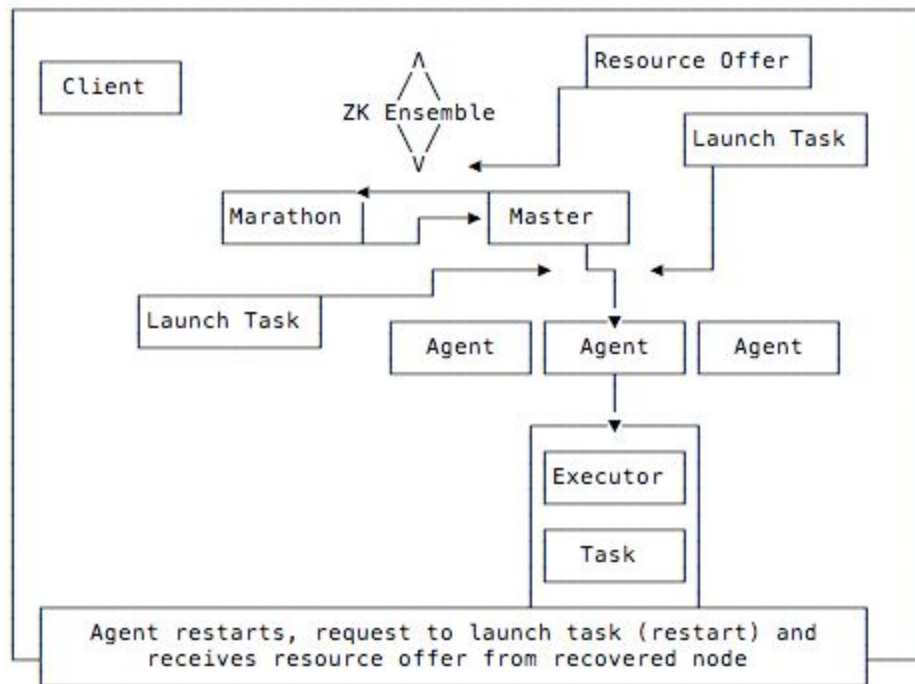 Resource Offer
Client
ZK Ensemble
Launch Task
Marathon
Master
Launch Task
Agent
Agent
Agent
Executor
Task
Agent restarts, request to launch task (restart) and
receives resource offer from recovered node